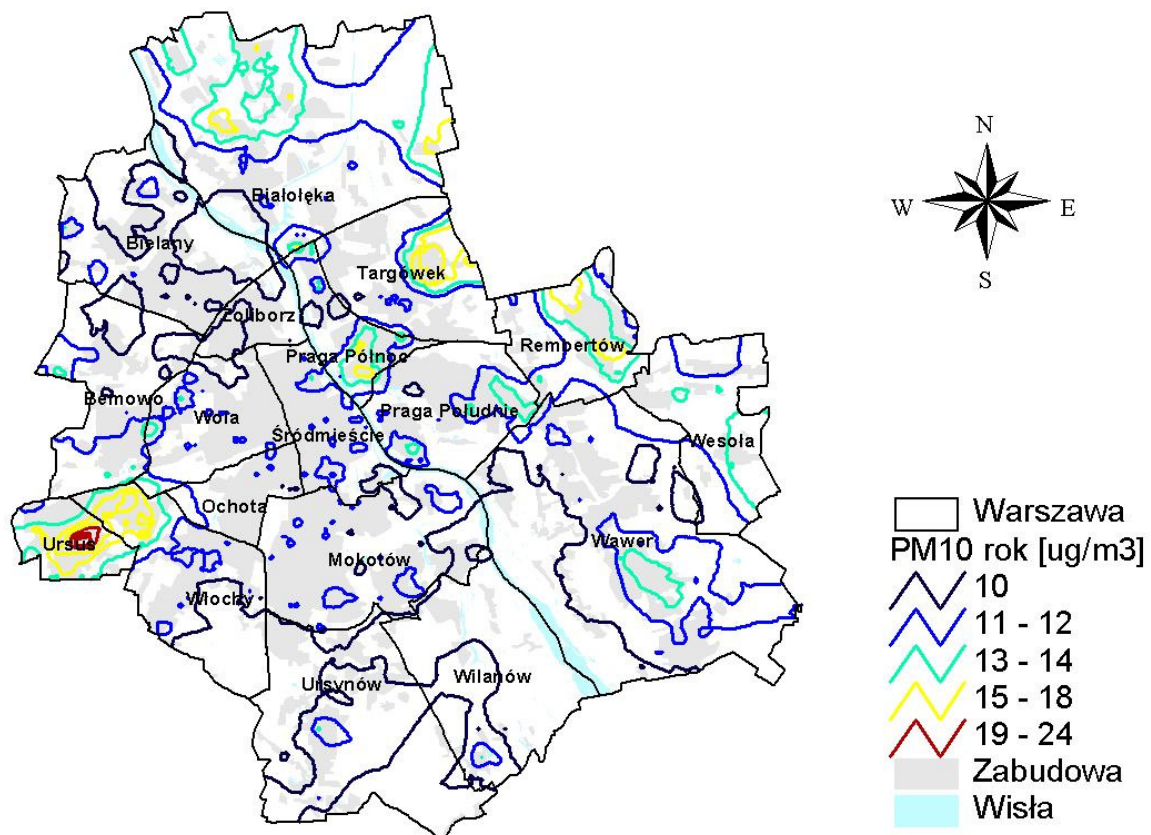 N
W
E
S
Białołęka
Bielany
Targówek
Żoliborz
Rembertów
Praga Północ
Bemowo
Wola
Praga Południe
Śródmieście
Wesoła
Ochota
Ursus
Wawer
Mokotów
Włochy
Ursynów
Wilanów
Warszawa
PM10 rok [ug/m3]
10
11 - 12
13 - 14
15 - 18
19 - 24
Zabudowa
Wisła